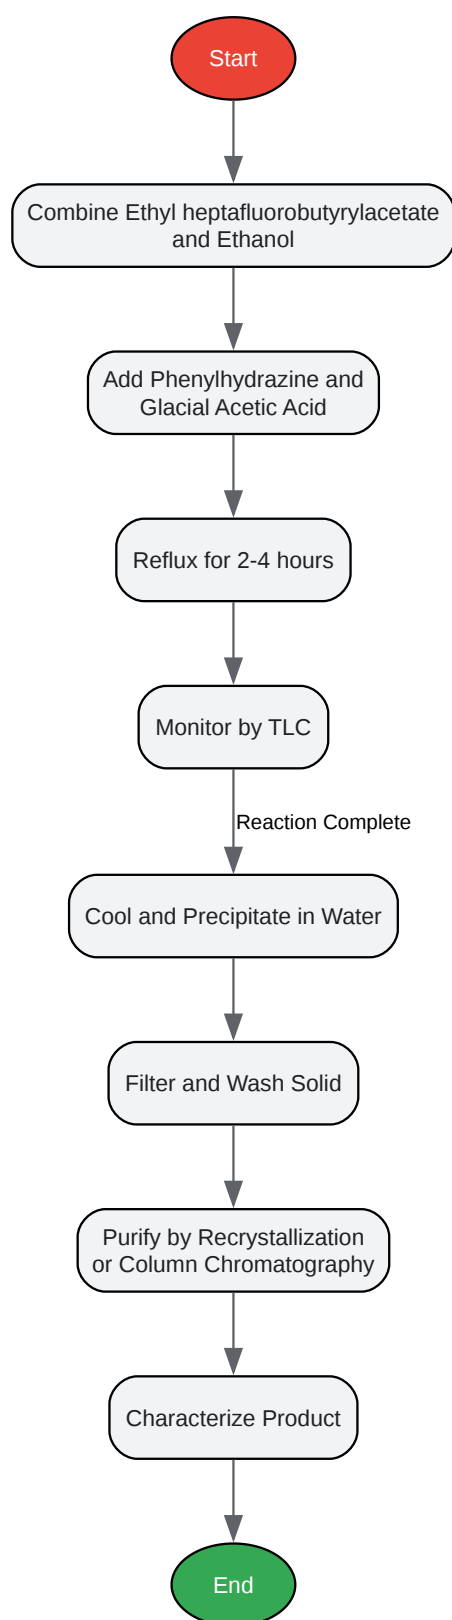 Start
Combine Ethyl heptafluorobutyrylacetate
and Ethanol
Add Phenylhydrazine and
Glacial Acetic Acid
Reflux for 2-4 hours
Monitor by TLC
Reaction Complete
Cool and Precipitate in Water
Filter and Wash Solid
Purify by Recrystallization
or Column Chromatography
Characterize Product
End